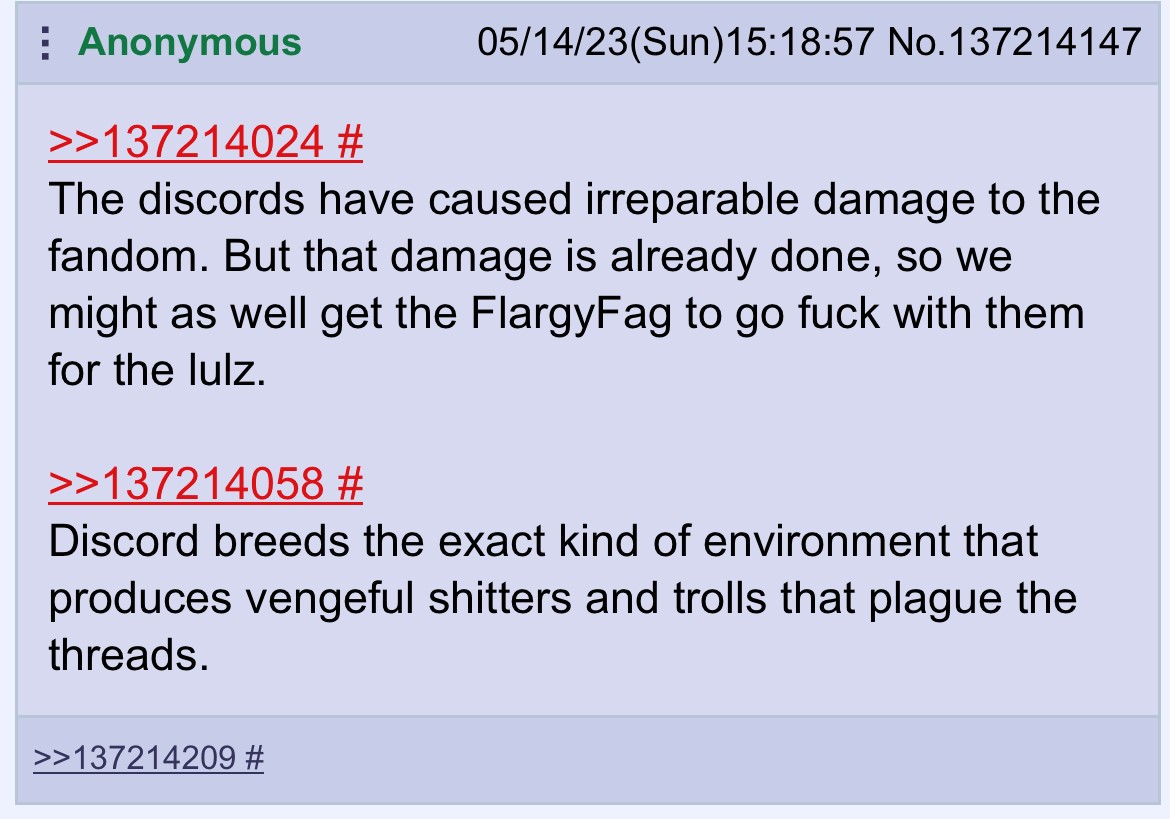 Anonymous 05/14/23(Sun)15:18:57 No.137214147
>>137214024 #
The discords have caused irreparable damage to the
fandom. But that damage is already done, so we
might as well get the FlargyFag to go fuck with them
for the lulz.
>>137214058 #
Discord breeds the exact kind of environment that
produces vengeful shitters and trolls that plague the
threads.
>>137214209 #